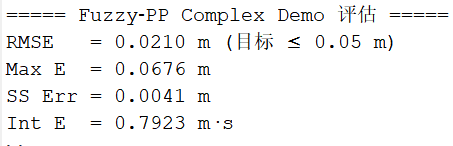 ===== Fuzzy-PP Complex Demo 评估 =====
RMSE   = 0.0210 m (目标 ≤ 0.05 m)
Max E  = 0.0676 m
SS Err = 0.0041 m
Int E  = 0.7923 m·s